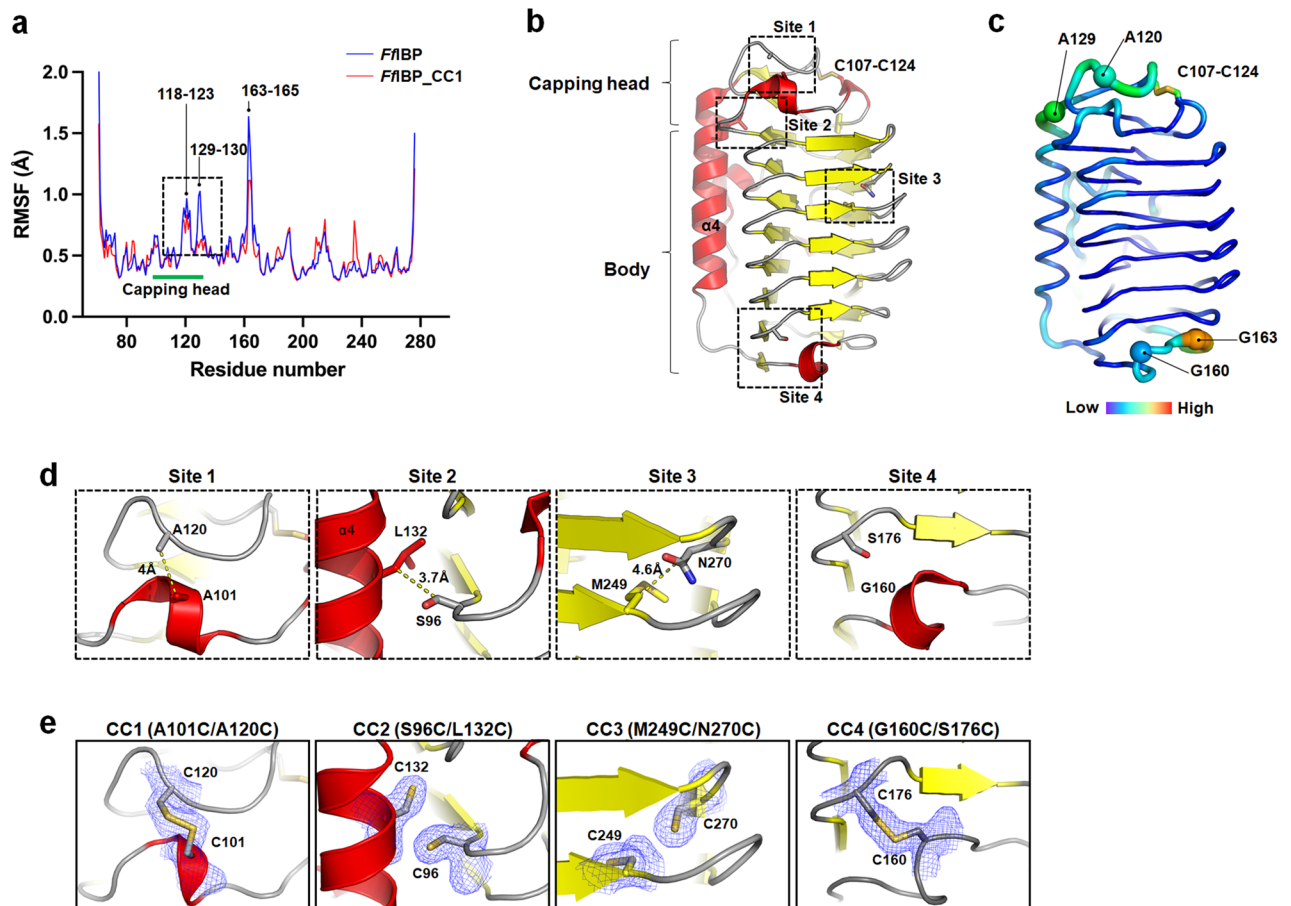 a
FfIBP
FfIBP_CC1
RMSF (Å)
2.0
1.5
1.0
0.5
0.0
118-123
163-165
129-130
Capping head
80
120
160
200
240
280
Residue number
b
Site 1
C107-C124
Capping head
Site 2
Site 3
α4
Body
Site 4
c
A129
A120
C107-C124
G163
G160
Low
High
d
Site 1
Site 2
Site 3
Site 4
A120
4Å
A101
α4
L132
3.7Å
S96
4.6Å
N270
M249
S176
G160
e
CC1 (A101C/A120C)
CC2 (S96C/L132C)
CC3 (M249C/N270C)
CC4 (G160C/S176C)
C120
C101
C132
C96
C249
C270
C176
C160